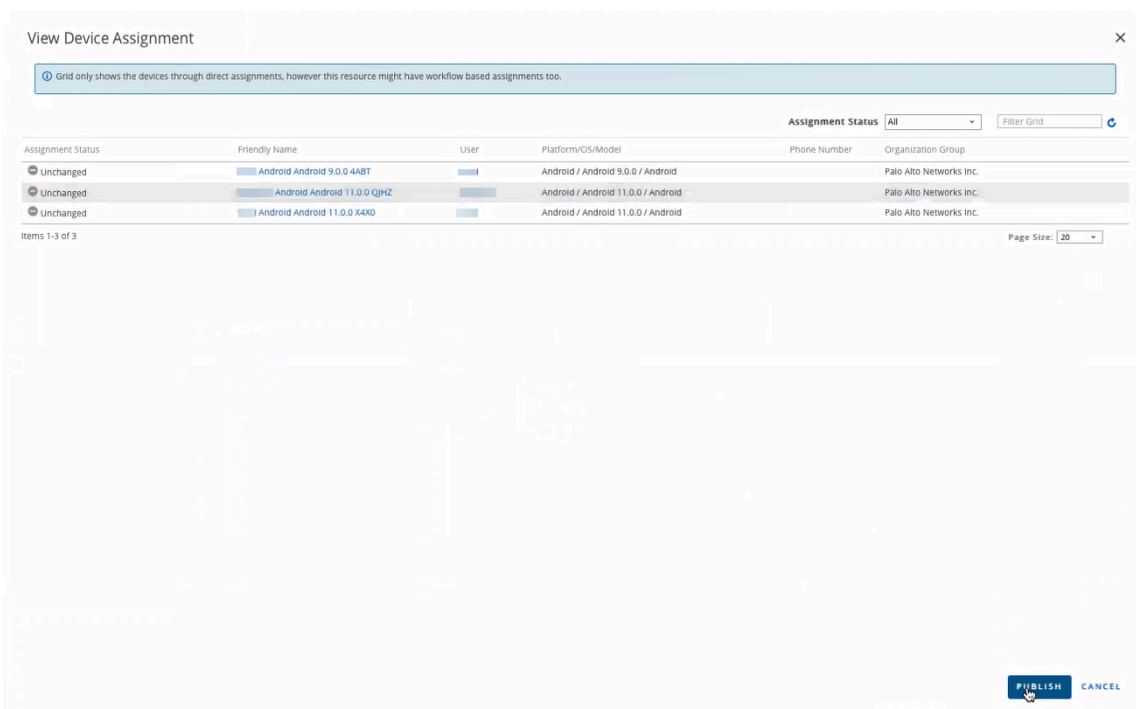 View Device Assignment
Grid only shows the devices through direct assignments, however this resource might have workflow based assignments too.
Assignment Status All Filter Grid
Assignment Status Friendly Name User Platform/OS/Model Phone Number Organization Group
Unchanged Android Android 9.0.0 4ABT Android / Android 9.0.0 / Android Palo Alto Networks Inc.
Unchanged Android Android 11.0.0 QJHZ Android / Android 11.0.0 / Android Palo Alto Networks Inc.
Unchanged Android Android 11.0.0 X4X0 Android / Android 11.0.0 / Android Palo Alto Networks Inc.
Items 1-3 of 3 Page Size: 20
PUBLISH CANCEL